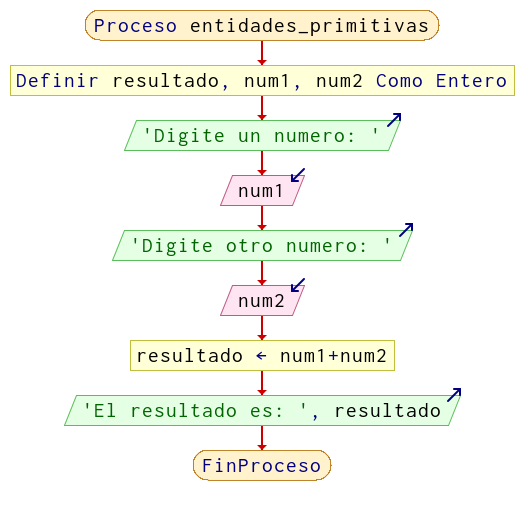 Proceso entidades_primitivas
Definir resultado, num1, num2 Como Entero
'Digite un numero: '
num1
'Digite otro numero: '
num2
resultado ← num1+num2
'El resultado es: ', resultado
FinProceso